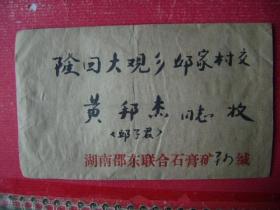 隆回大观乡邱家村交
黄邦杰同志 收
〈邱子君〉
湖南邵东联合石膏矿 缄